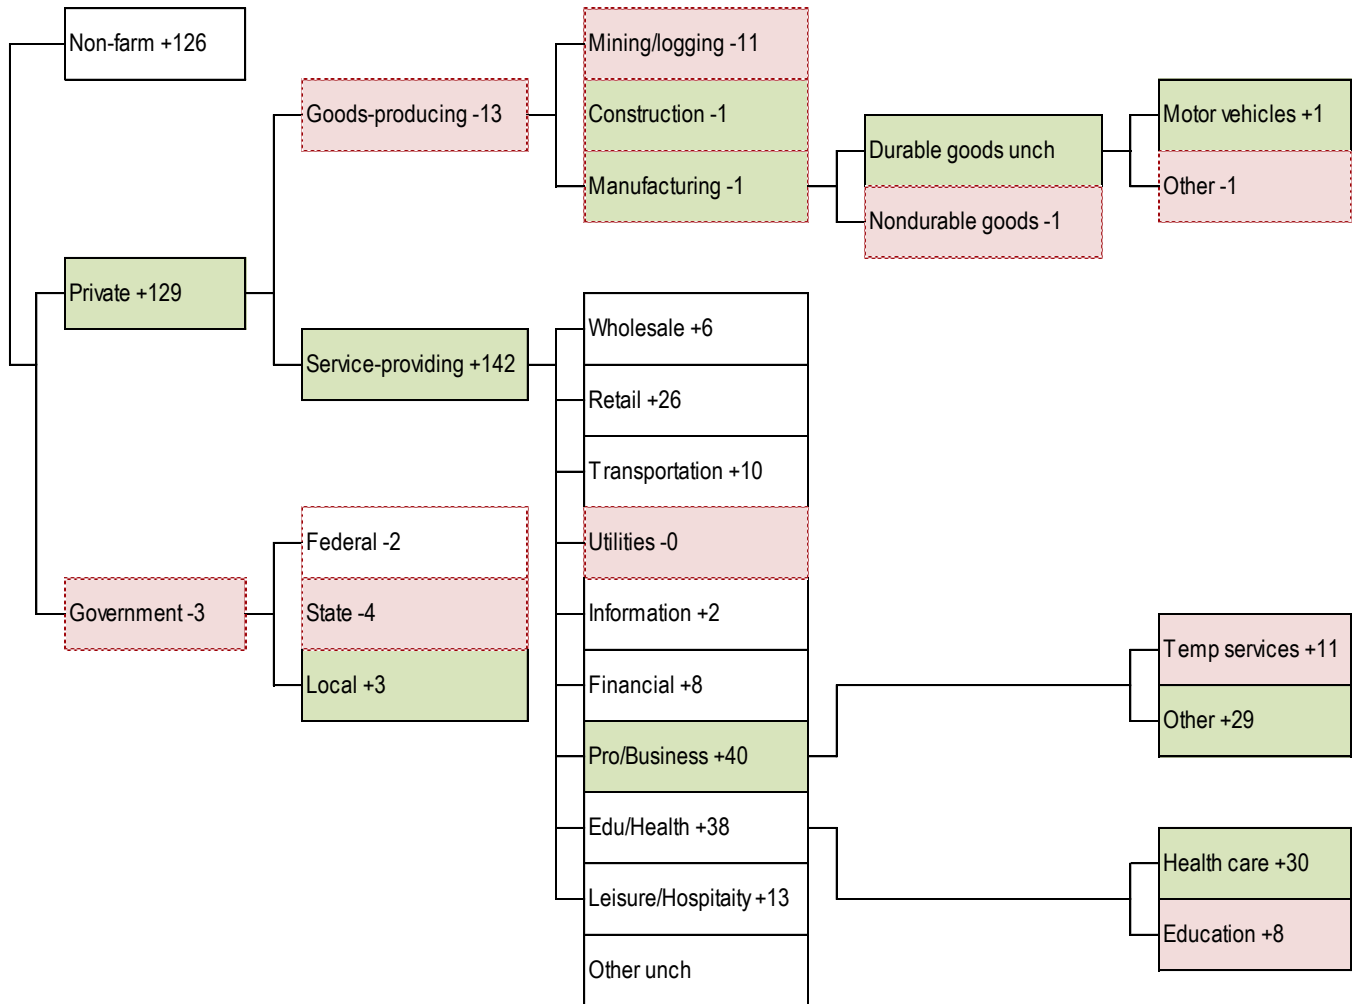 Non-farm +126
Private +129
Government -3
Goods-producing -13
Service-providing +142
Federal -2
State -4
Local +3
Mining/logging -11
Construction -1
Manufacturing -1
Wholesale +6
Retail +26
Transportation +10
Utilities -0
Information +2
Financial +8
Pro/Business +40
Edu/Health +38
Leisure/Hospitaity +13
Other unch
Durable goods unch
Nondurable goods -1
Motor vehicles +1
Other -1
Temp services +11
Other +29
Health care +30
Education +8